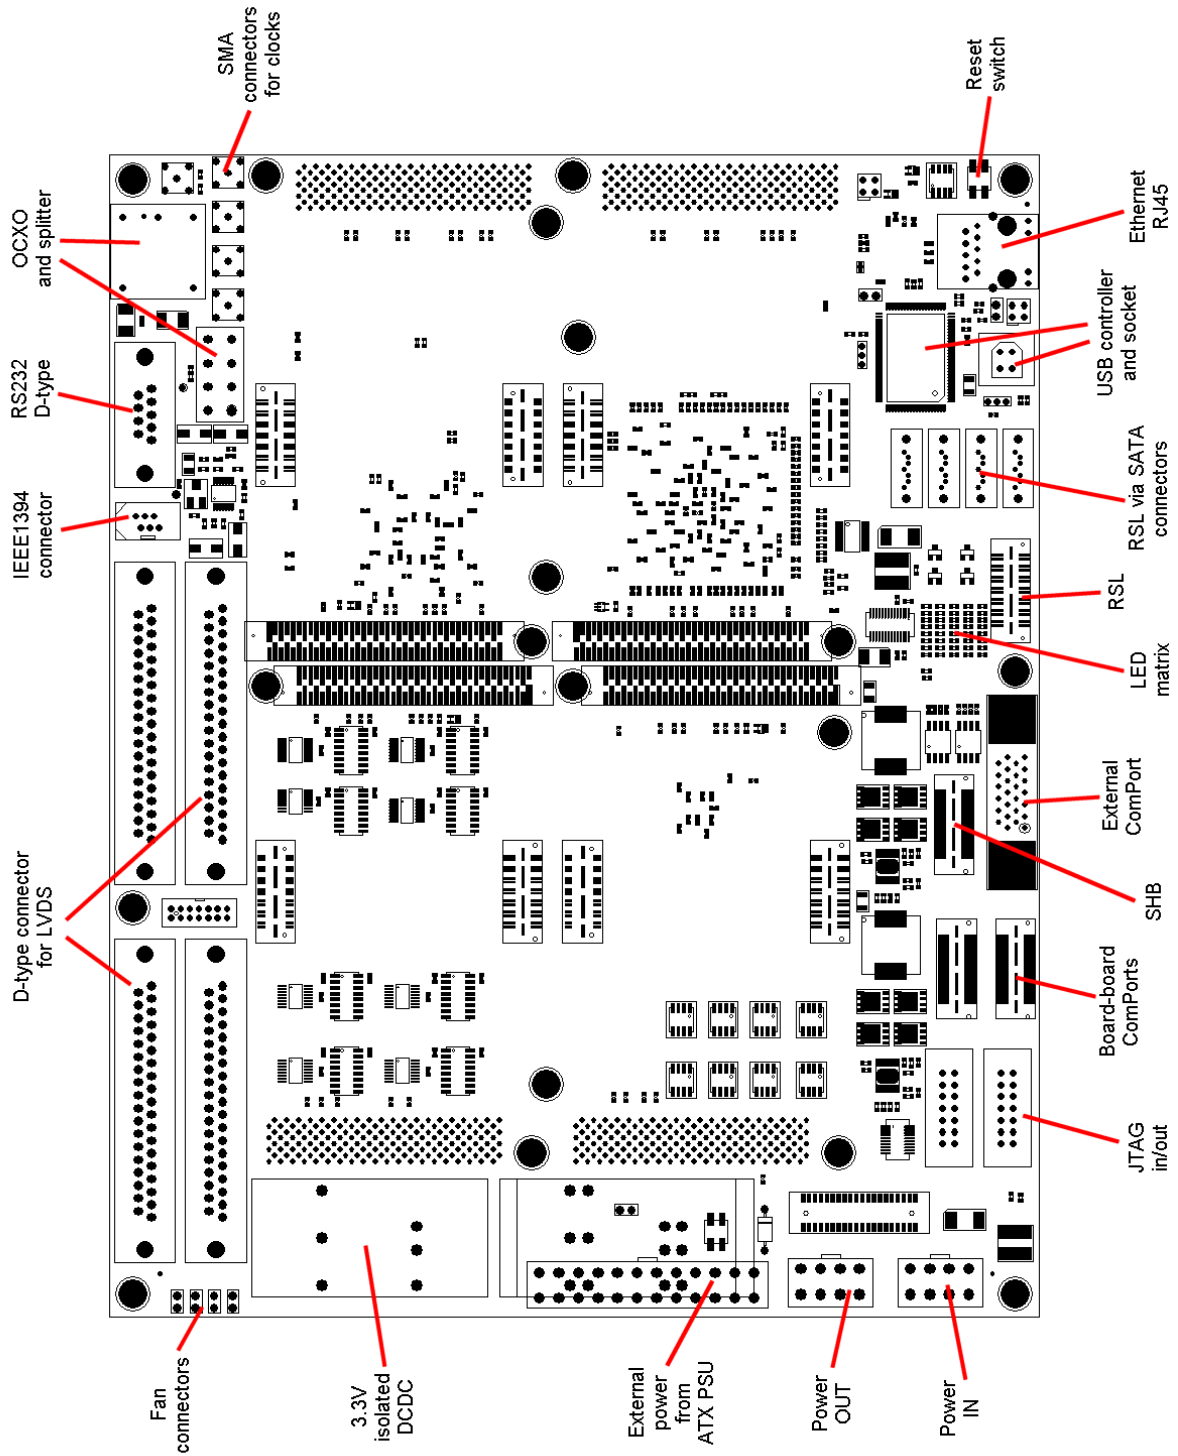 OCXO
and splitter
SMA
connectors
for clocks
RS232
D-type
IEEE1394
connector
D-type connector
for LVDS
Fan
connectors
3.3V
isolated
DCDC
External
power
from
ATX PSU
Power
OUT
Power
IN
JTAG
in/out
Board-board
ComPorts
SHB
External
ComPort
LED
matrix
RSL
RSL via SATA
connectors
USB controller
and socket
Ethernet
RJ45
Reset
switch